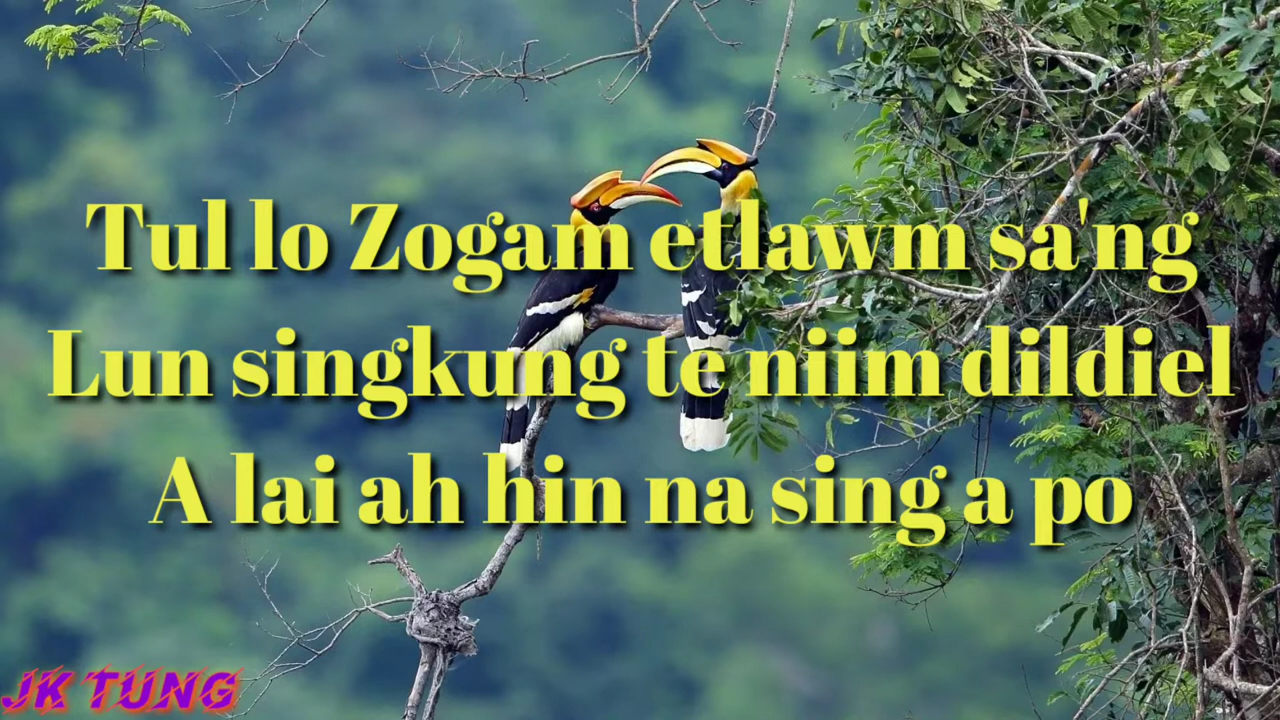 Tul lo Zogam etlawm sa'ng
Lun singkung te niim dildiel
A lai ah hin na sing a po
JK TUNG